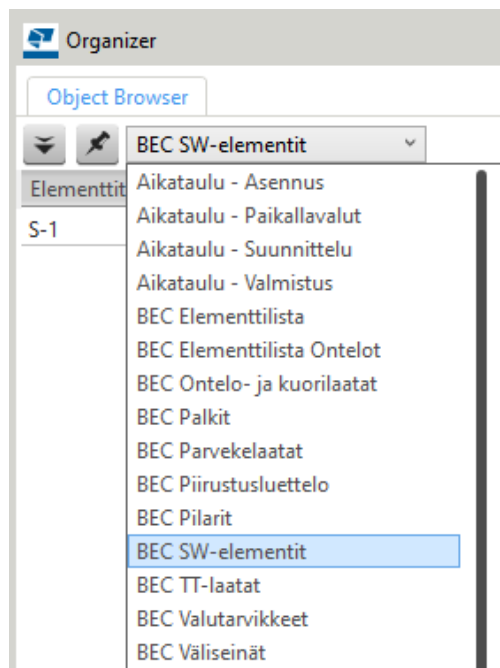 Organizer
Object Browser
BEC SW-elementit
Elementtit
S-1
Aikataulu - Asennus
Aikataulu - Paikallavalut
Aikataulu - Suunnittelu
Aikataulu - Valmistus
BEC Elementtilista
BEC Elementtilista Ontelot
BEC Ontelo- ja kuorilaatat
BEC Palkit
BEC Parvekelaatat
BEC Piirustusluettelo
BEC Pilarit
BEC SW-elementit
BEC TT-laatat
BEC Valutarvikkeet
BEC Väliseinät